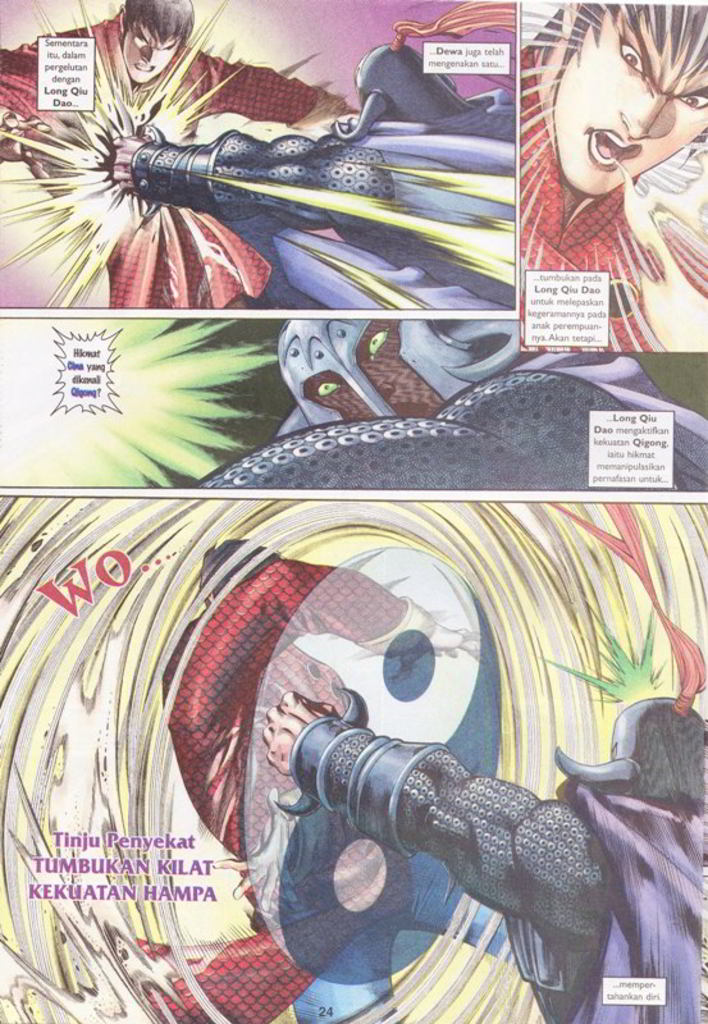 Sementara
itu, dalam
pergelutan
dengan
Long Qiu
Dao...
...Dewa juga telah
mengenakan satu...
...tumbukan pada
Long Qiu Dao
untuk melepaskan
kegeramannya pada
anak perempuan-
nya. Akan tetapi...
Hikmat
Cina yang
dikenali
Qigong?
...Long Qiu
Dao mengaktifkan
kekuatan Qigong,
iaitu hikmat
memanipulasikan
pernafasan untuk...
WO...
Tinju Penyekat
TUMBUKAN KILAT
KEKUATAN HAMPA
...memper-
tahankan diri.
24